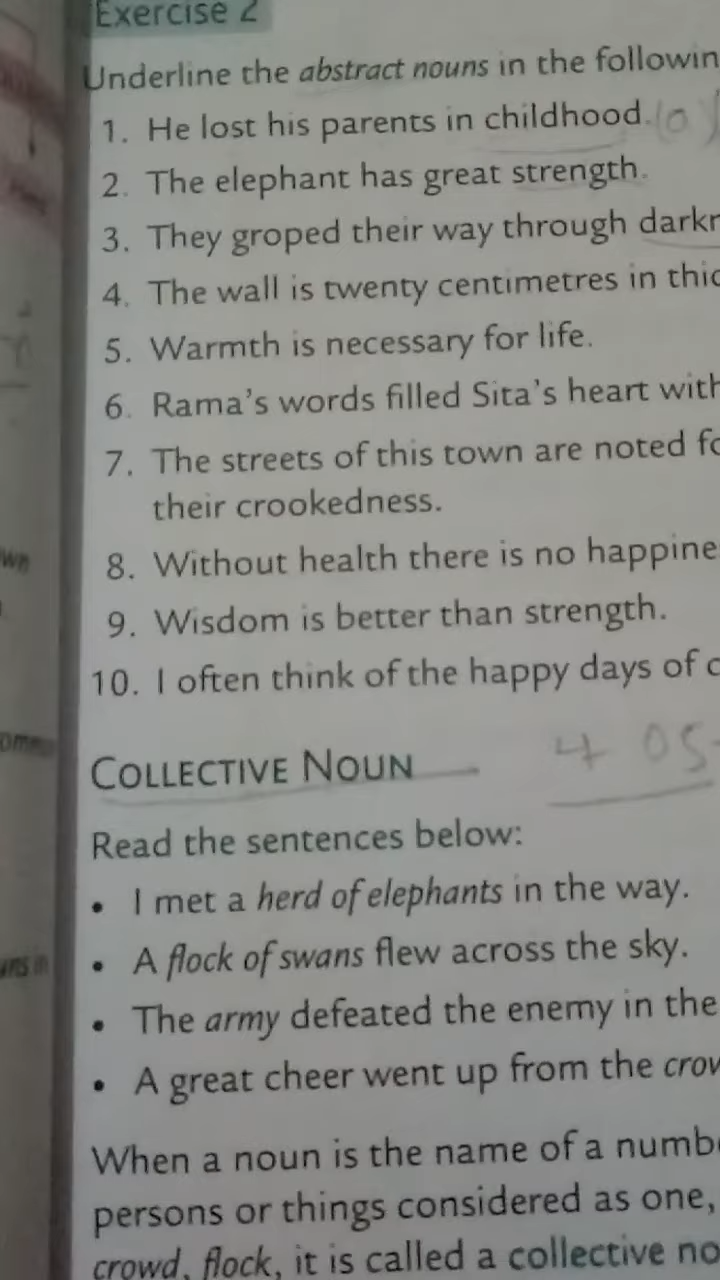 Exercise 2
Underline the abstract nouns in the followin
1. He lost his parents in childhood. (a)
2. The elephant has great strength.
3. They groped their way through darkn
4. The wall is twenty centimetres in thic
5. Warmth is necessary for life.
6. Rama's words filled Sita's heart with
7. The streets of this town are noted fo
their crookedness.
8. Without health there is no happine
9. Wisdom is better than strength.
10. I often think of the happy days of c
COLLECTIVE NOUN
Read the sentences below:
• I met a herd of elephants in the way.
• A flock of swans flew across the sky.
• The army defeated the enemy in the
• A great cheer went up from the crow
When a noun is the name of a numbe
persons or things considered as one,
crowd, flock, it is called a collective no